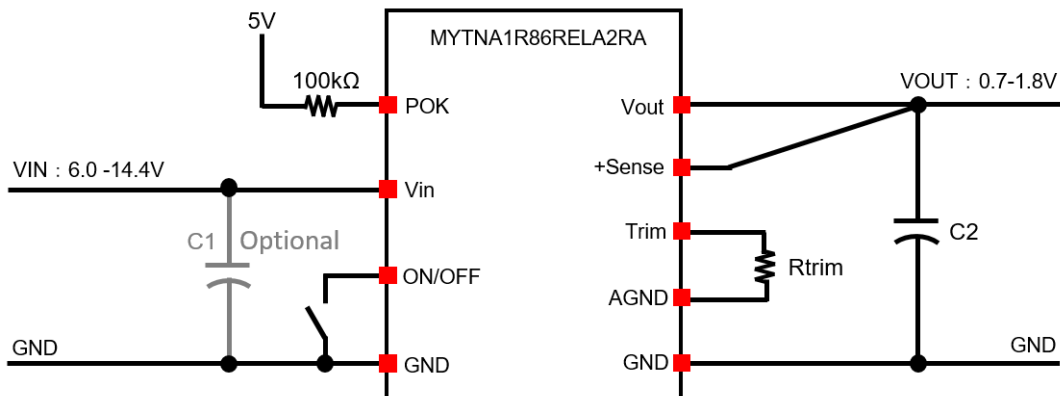 5V
MYTNA1R86RELA2RA
100kΩ
VOUT : 0.7-1.8V
POK
Vout
VIN : 6.0 -14.4V
+Sense
Vin
C1 Optional
Trim
C2
ON/OFF
Rtrim
AGND
GND
GND
GND
GND